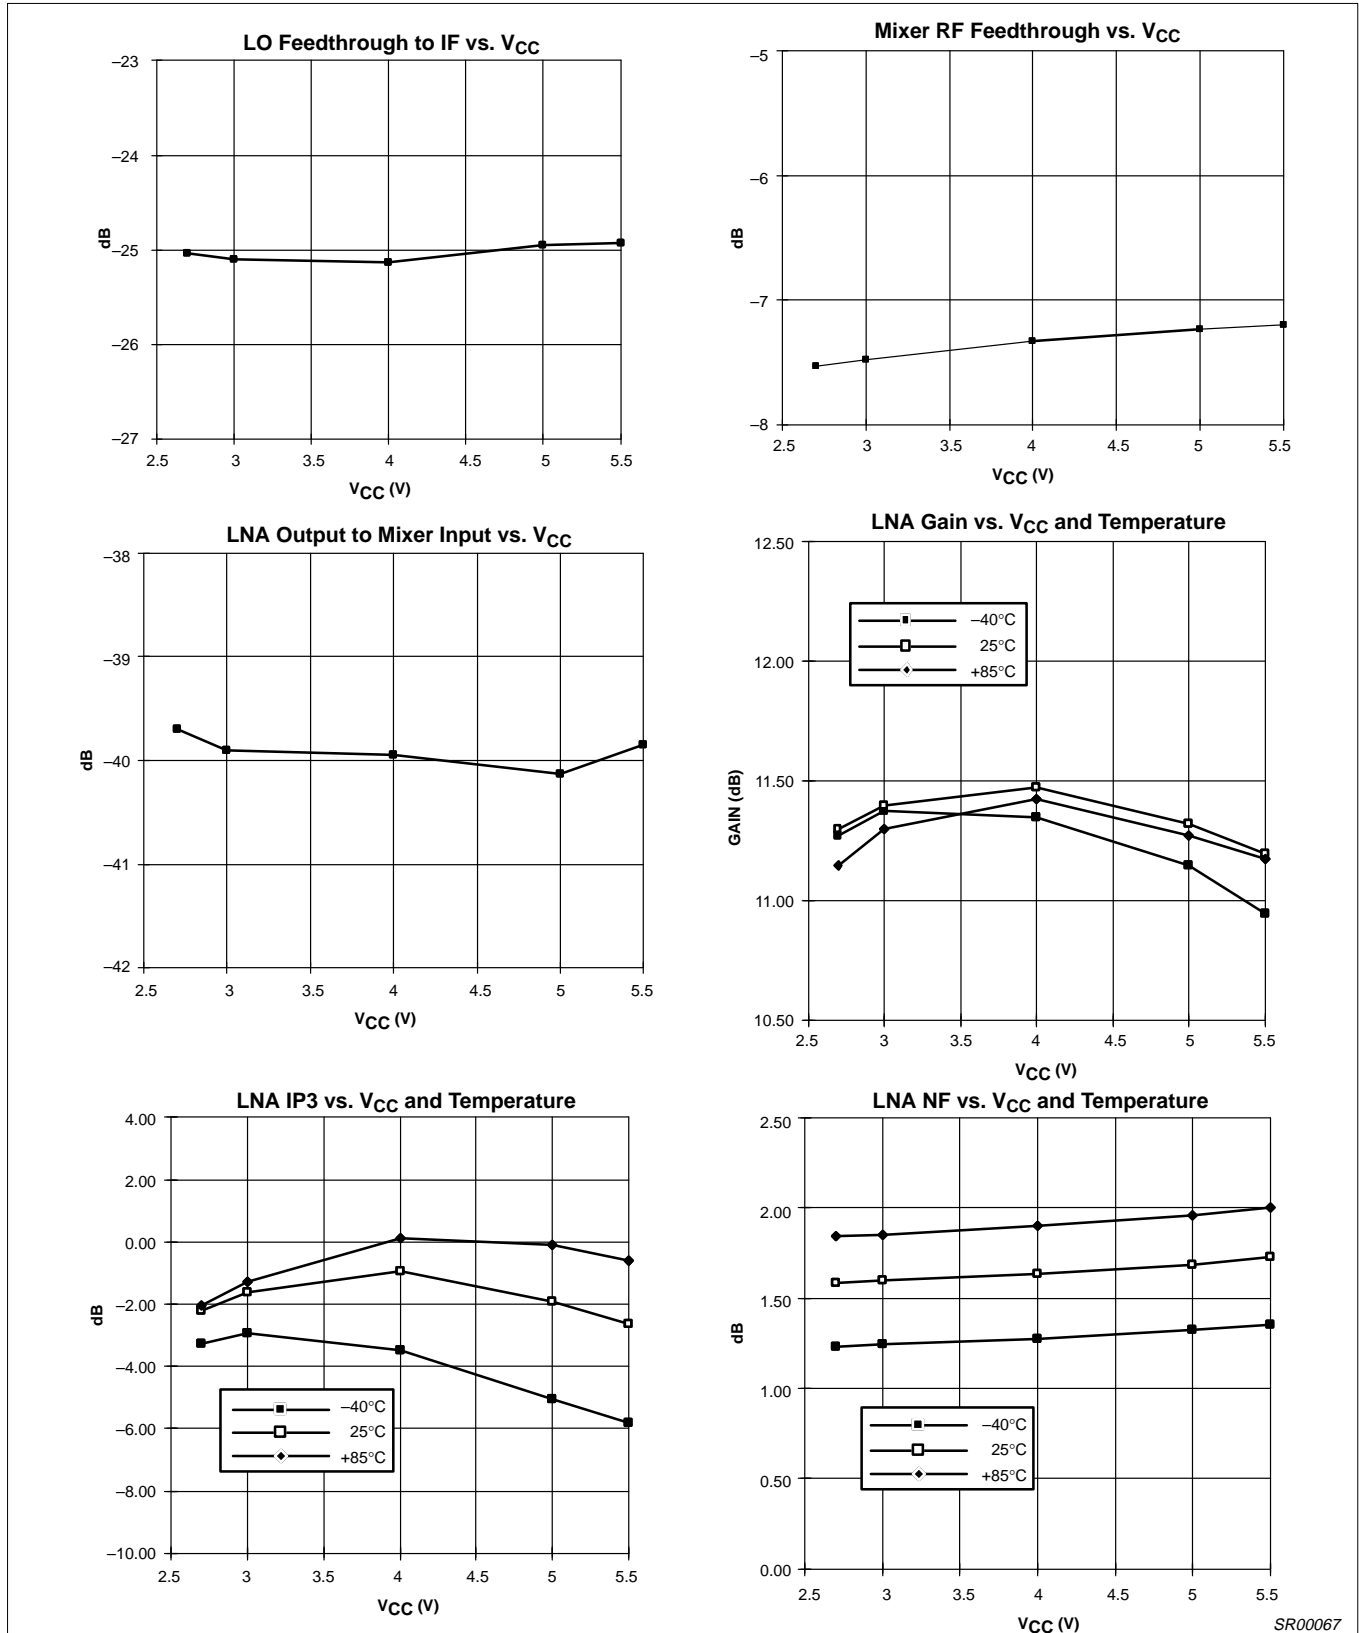 LO Feedthrough to IF vs. VCC
–23
–24
–25
–26
–27
dB
2.5 3 3.5 4 4.5 5 5.5
VCC (V)
Mixer RF Feedthrough vs. VCC
–5
–6
–7
–8
dB
2.5 3 3.5 4 4.5 5 5.5
VCC (V)
LNA Output to Mixer Input vs. VCC
–38
–39
–40
–41
–42
dB
2.5 3 3.5 4 4.5 5 5.5
VCC (V)
LNA Gain vs. VCC and Temperature
12.50
12.00
11.50
11.00
10.50
GAIN (dB)
–40°C
25°C
+85°C
2.5 3 3.5 4 4.5 5 5.5
VCC (V)
LNA IP3 vs. VCC and Temperature
4.00
2.00
0.00
–2.00
–4.00
–6.00
–8.00
–10.00
dB
–40°C
25°C
+85°C
2.5 3 3.5 4 4.5 5 5.5
VCC (V)
LNA NF vs. VCC and Temperature
2.50
2.00
1.50
1.00
0.50
0.00
dB
–40°C
25°C
+85°C
2.5 3 3.5 4 4.5 5 5.5
VCC (V)
SR00067